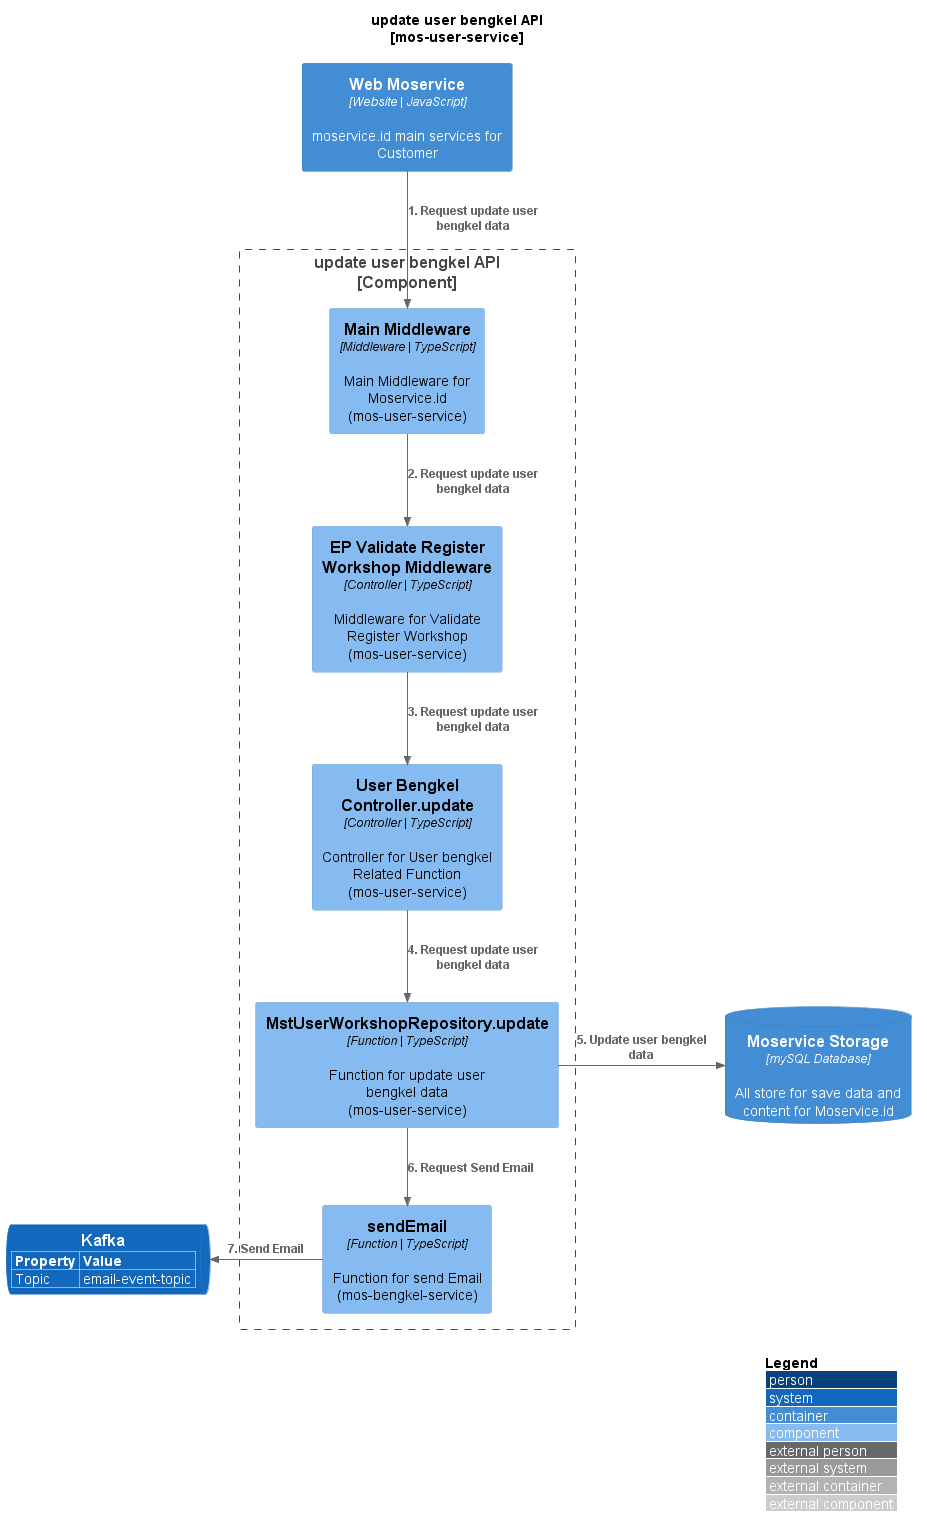 update user bengkel API
[mos-user-service]
Web Moservice
[Website | JavaScript]
moservice.id main services for
Customer
1. Request update user
bengkel data
update user bengkel API
[Component]
Main Middleware
[Middleware | TypeScript]
Main Middleware for
Moservice.id
(mos-user-service)
2. Request update user
bengkel data
EP Validate Register
Workshop Middleware
[Controller | TypeScript]
Middleware for Validate
Register Workshop
(mos-user-service)
3. Request update user
bengkel data
User Bengkel
Controller.update
[Controller | TypeScript]
Controller for User bengkel
Related Function
(mos-user-service)
4. Request update user
bengkel data
MstUserWorkshopRepository.update
[Function | TypeScript]
Function for update user
bengkel data
(mos-user-service)
5. Update user bengkel
data
Moservice Storage
[mySQL Database]
All store for save data and
content for Moservice.id
6. Request Send Email
sendEmail
[Function | TypeScript]
Function for send Email
(mos-bengkel-service)
7. Send Email
Kafka
Property Value
Topic email-event-topic
Legend
person
system
container
component
external person
external system
external container
external component